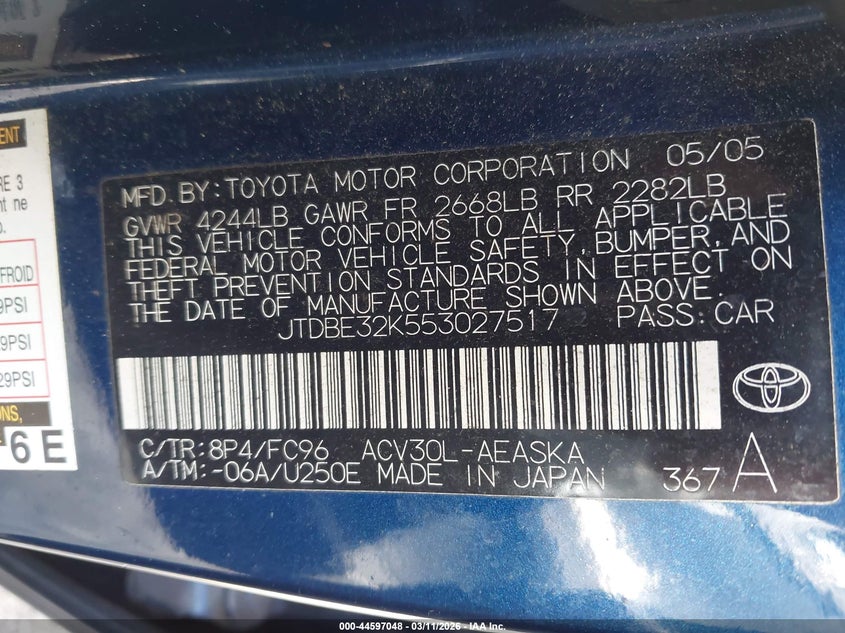 ENT
RE 3
nt ne
o.
FROID
9PSI
9PSI
29PSI
ONS,
6E
MFD BY:TOYOTA MOTOR CORPORATION 05/05
GVWR 4244LB GAWR FR 2668LB RR 2282LB
THIS VEHICLE CONFORMS TO ALL APPLICABLE
FEDERAL MOTOR VEHICLE SAFETY, BUMPER, AND
THEFT PREVENTION STANDARDS IN EFFECT ON
THE DATE OF MANUFACTURE SHOWN ABOVE.
JTDBE32K553027517 PASS.CAR
C/TR:8P4/FC96 ACV30L-AEASKA
A/TM:-06A/U250E MADE IN JAPAN 367 A
000-44597048 - 03/11/2026 - IAA Inc.